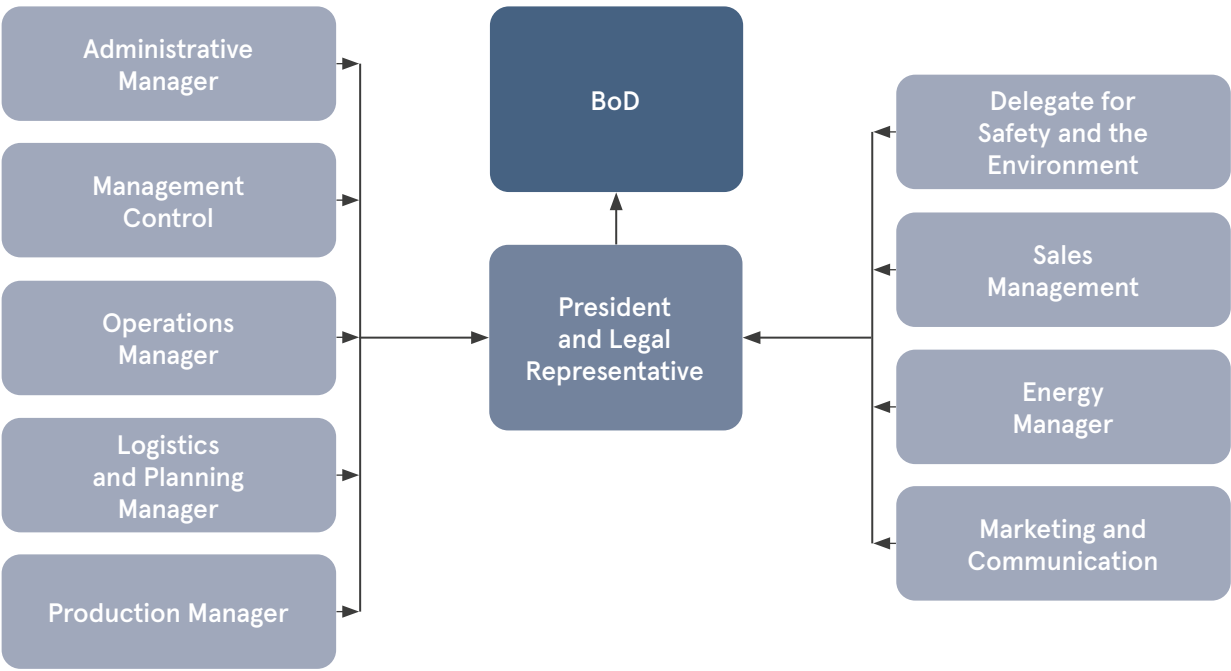 Administrative
Manager
Management
Control
Operations
Manager
Logistics
and Planning
Manager
Production Manager
BoD
President
and Legal
Representative
Delegate for
Safety and the
Environment
Sales
Management
Energy
Manager
Marketing and
Communication